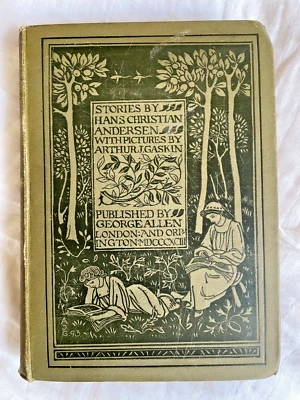 STORIES BY
HANS CHRISTIAN
ANDERSEN
WITH PICTURES BY
ARTHUR J. GASKIN
PUBLISHED BY
GEORGE ALLEN
LONDON: AND ORP
INGTON: MDCCCXCIII
93